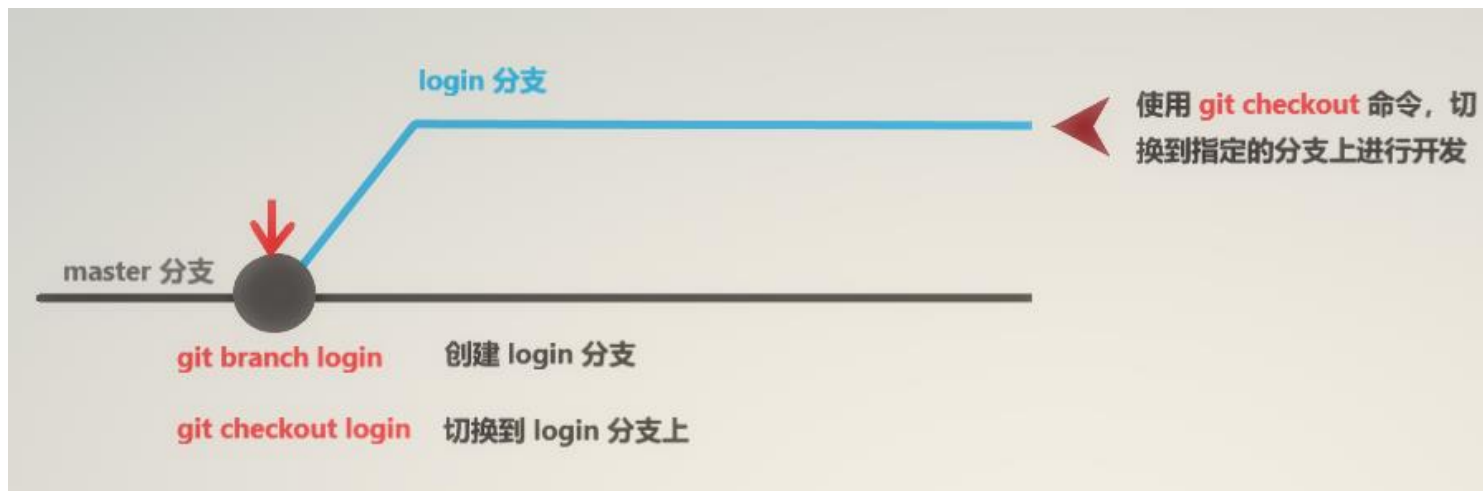 login 分支
使用 git checkout 命令，切
换到指定的分支上进行开发
master 分支
git branch login 创建 login 分支
git checkout login 切换到 login 分支上